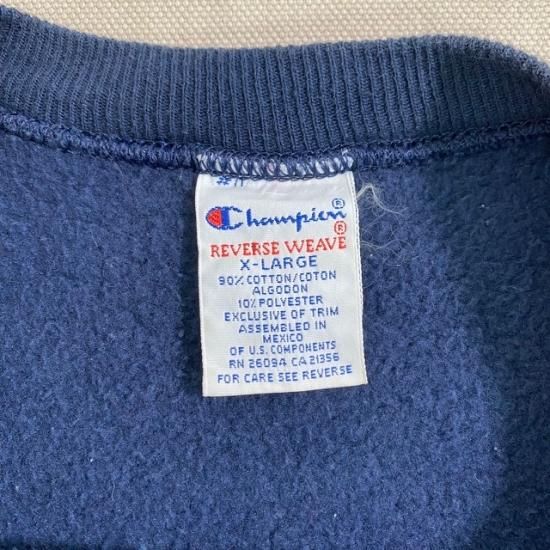 Champion®
REVERSE WEAVE®
X-LARGE
90% COTTON/COTON
ALGODON
10% POLYESTER
EXCLUSIVE OF TRIM
ASSEMBLED IN
MEXICO
OF U.S. COMPONENTS
RN 26094 CA 21356
FOR CARE SEE REVERSE